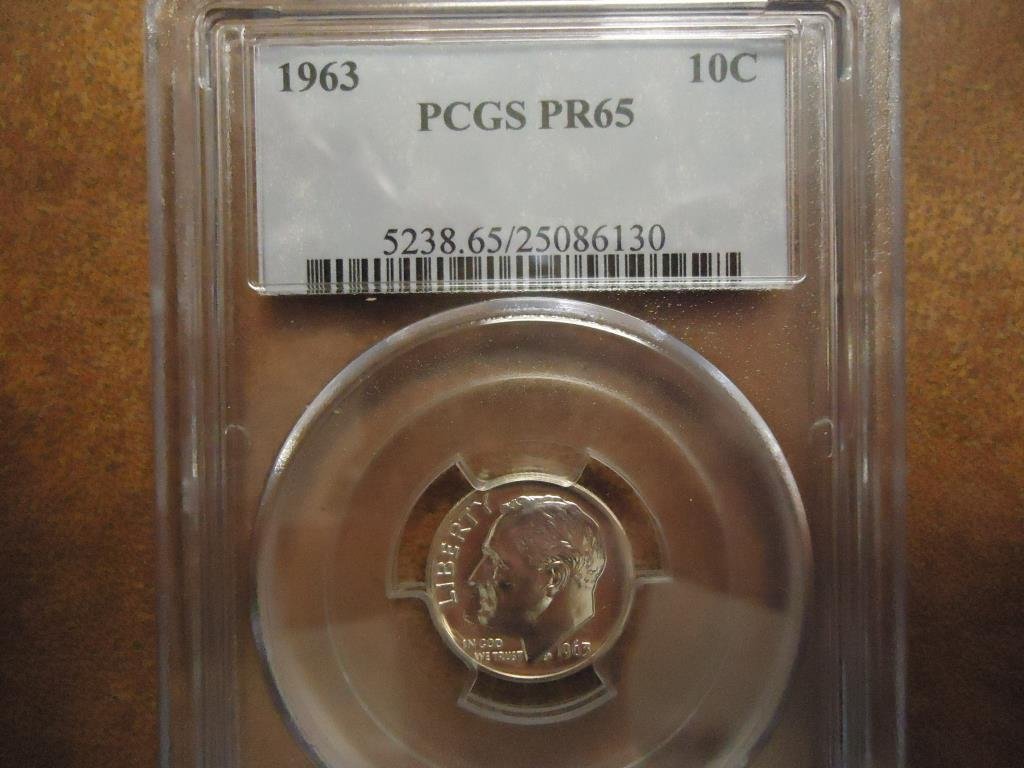 1963 10C
PCGS PR65
5238.65/25086130
LIBERTY
IN GOD
WE TRUST 1963